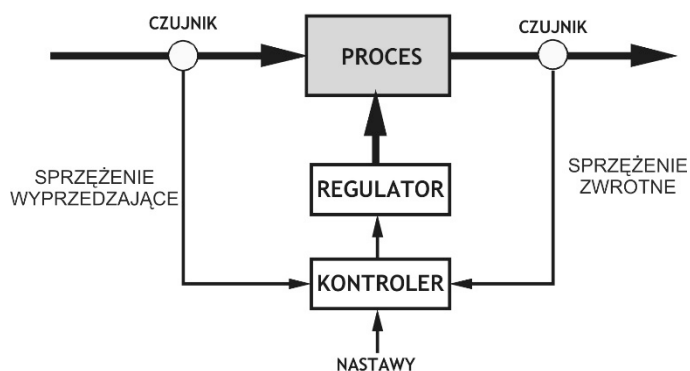 CZUJNIK
CZUJNIK
PROCES
SPRZĘŻENIE
WYPRZEDZAJĄCE
REGULATOR
SPRZĘŻENIE
ZWROTNE
KONTROLER
NASTAWY